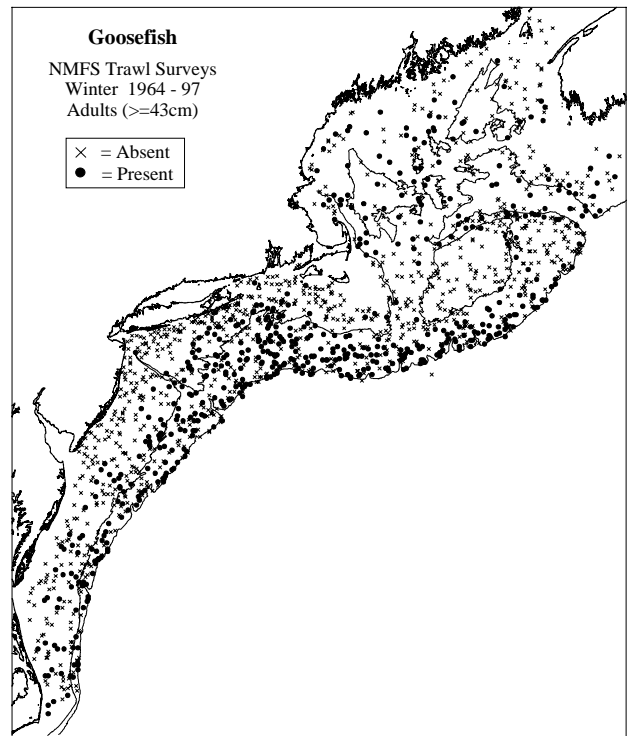 Goosefish
NMFS Trawl Surveys
Winter 1964 - 97
Adults (>=43cm)
× = Absent
● = Present